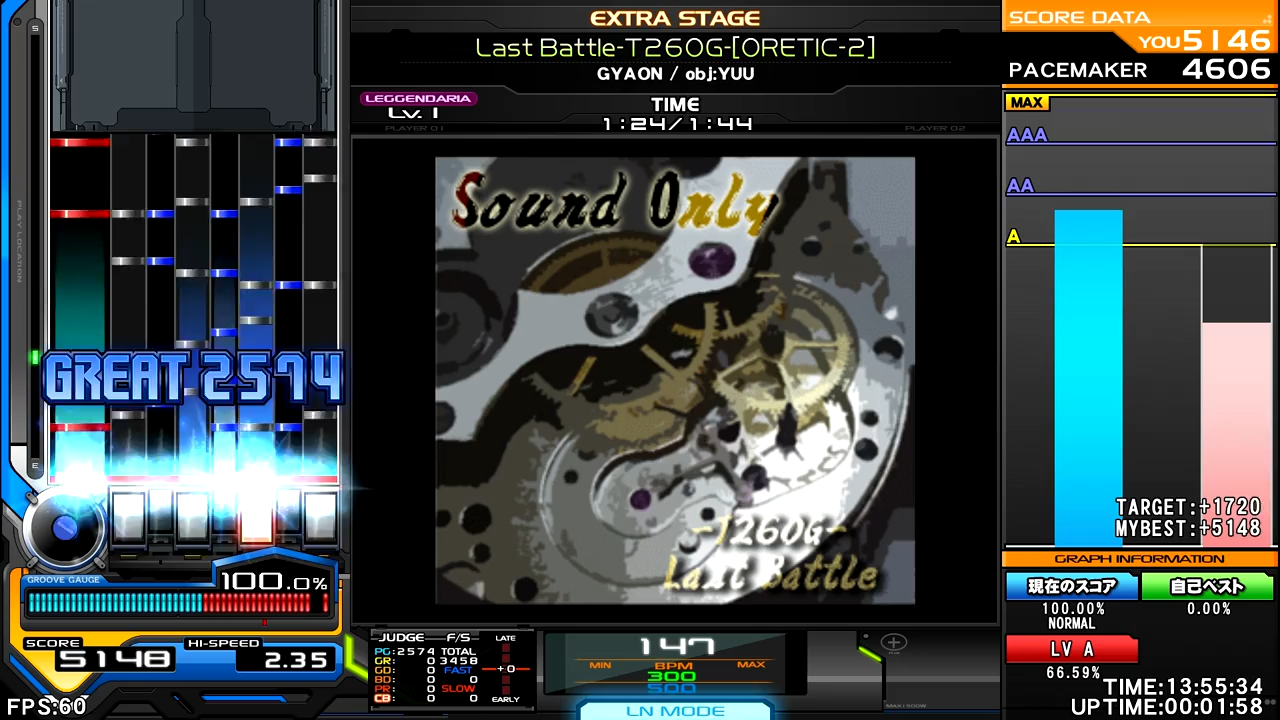 EXTRA STAGE
Last Battle-T260G-[ORETIC-2]
GYAON / obj:YUU
LEGGENDARIA
Lv. 1
TIME
1:24/1:44
PLAYER 01
PLAYER 02
SCORE DATA
YOU 5146
PACEMAKER 4606
MAX
AAA
AA
A
TARGET:+1720
MYBEST:+5148
GRAPH INFORMATION
現在のスコア
自己ベスト
100.00%
0.00%
NORMAL
LV A
66.59%
TIME:13:55:34
UP TIME:00:01:58
S
PLAY LOCATION
E
GREAT 2574
GROOVE GAUGE
100.0%
SCORE
5148
HI-SPEED
2.35
FPS:60
Sound Only
-T260G-
Last Battle
JUDGE F/S
LATE
PG:2574 TOTAL
GR: 0 3458
GD: 0 FAST
BD: 0 0
PR: 0 SLOW
CB: 0 0
+0
EARLY
147
MIN BPM MAX
300
500
LN MODE